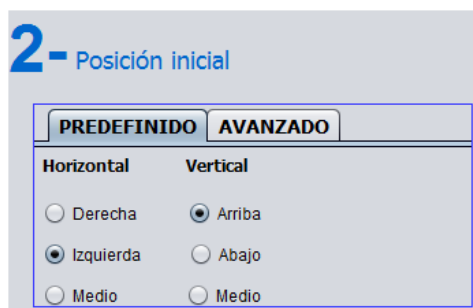 2- Posición inicial
PREDEFINIDO AVANZADO
Horizontal Vertical
Derecha Arriba
Izquierda Abajo
Medio Medio